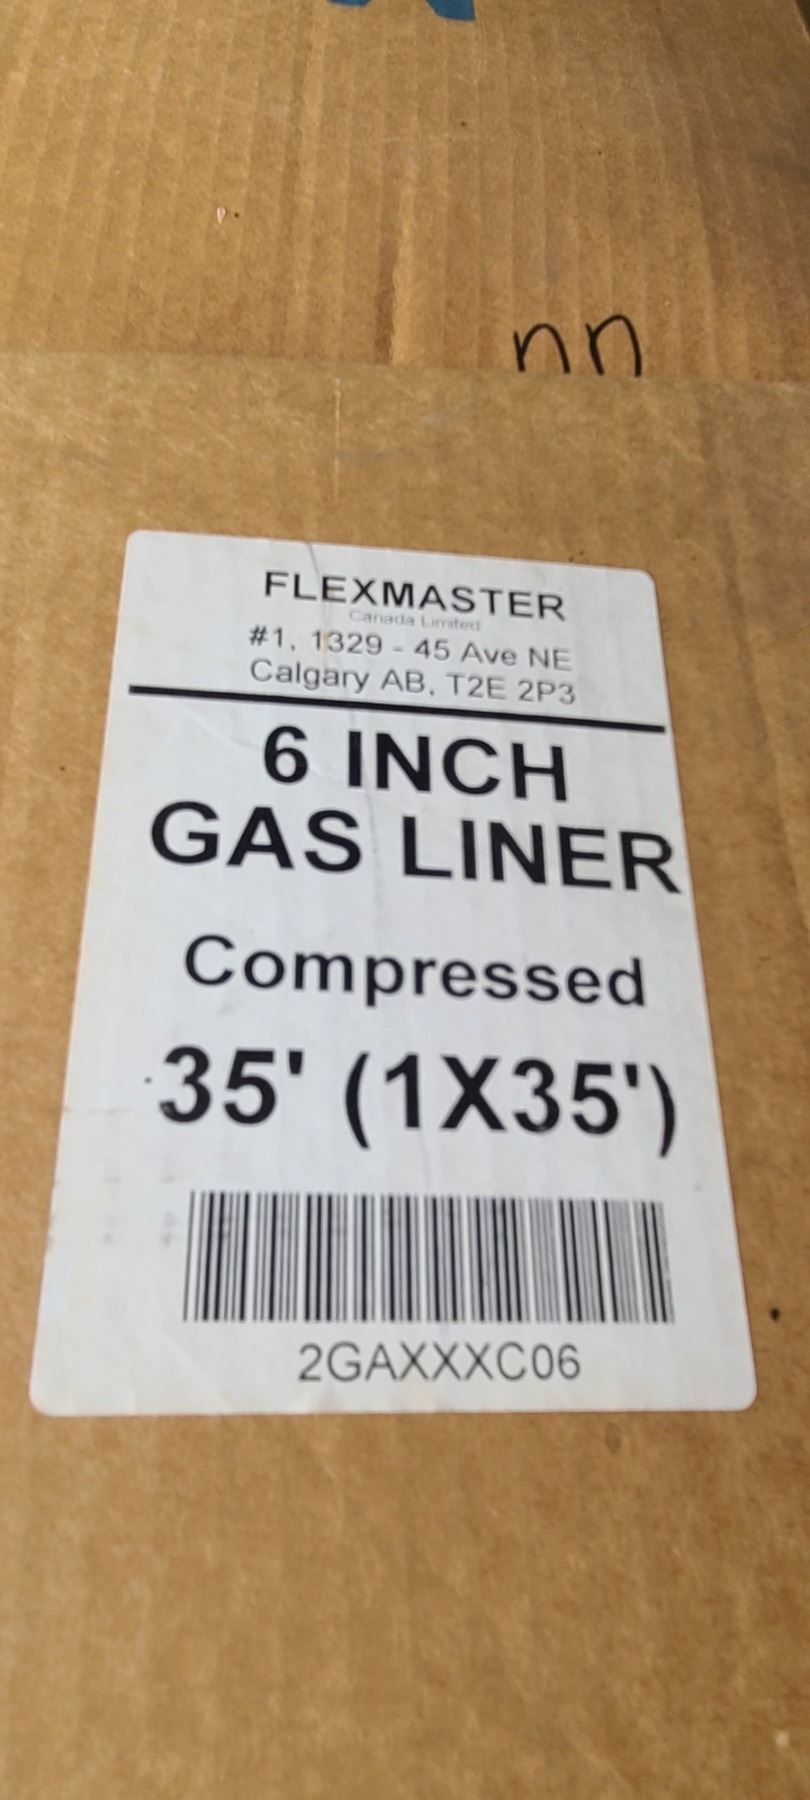 nn
FLEXMASTER
Canada Limited
#1, 1329 - 45 Ave NE
Calgary AB, T2E 2P3
6 INCH
GAS LINER
Compressed
35' (1X35')
2GAXXXC06